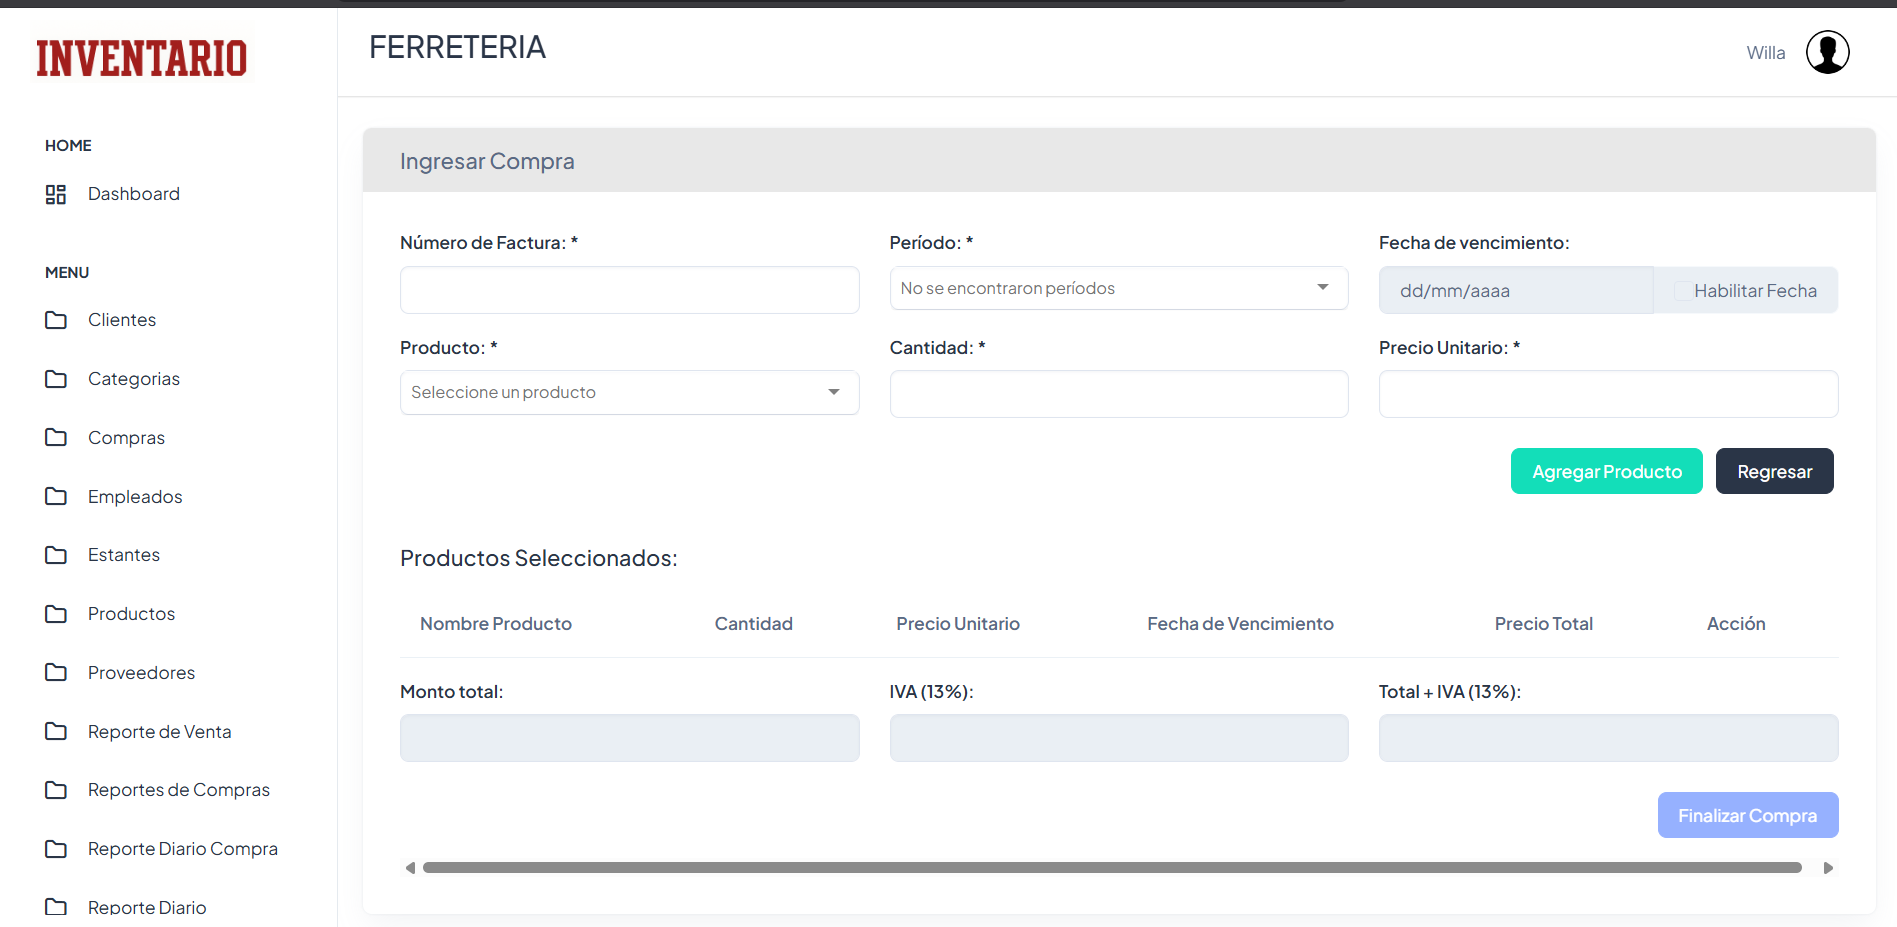 INVENTARIO
FERRETERIA
Willa
HOME
Dashboard
MENU
Clientes
Categorias
Compras
Empleados
Estantes
Productos
Proveedores
Reporte de Venta
Reportes de Compras
Reporte Diario Compra
Reporte Diario
Ingresar Compra
Número de Factura: * Período: * Fecha de vencimiento:
No se encontraron períodos dd/mm/aaaa Habilitar Fecha
Producto: * Cantidad: * Precio Unitario: *
Seleccione un producto
Agregar Producto Regresar
Productos Seleccionados:
Nombre Producto Cantidad Precio Unitario Fecha de Vencimiento Precio Total Acción
Monto total: IVA (13%): Total + IVA (13%):
Finalizar Compra